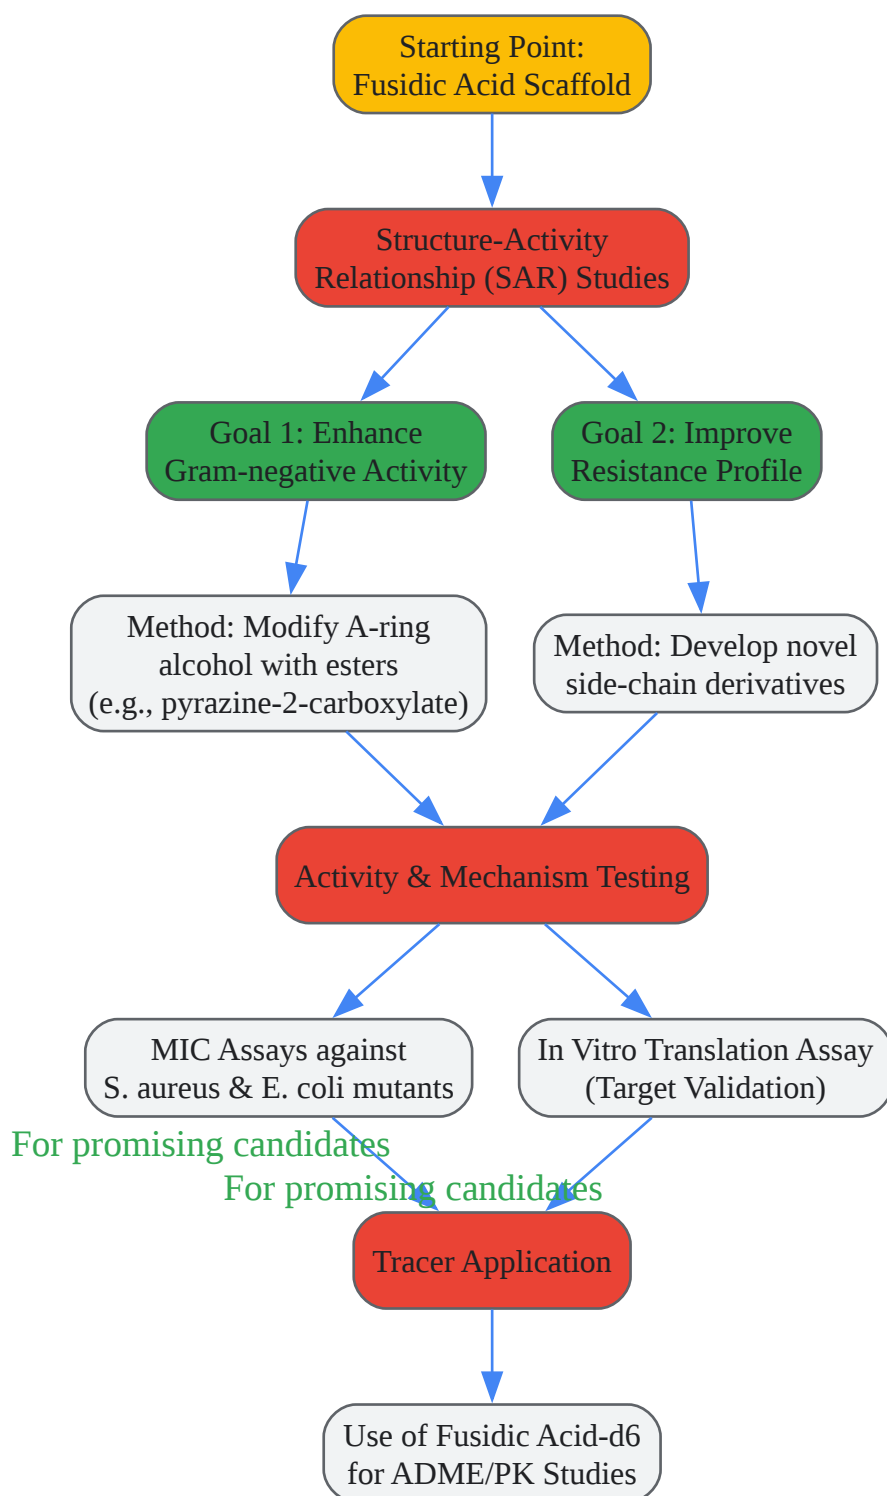 Starting Point:
Fusidic Acid Scaffold
Structure-Activity
Relationship (SAR) Studies
Goal 1: Enhance
Gram-negative Activity
Goal 2: Improve
Resistance Profile
Method: Modify A-ring
alcohol with esters
(e.g., pyrazine-2-carboxylate)
Method: Develop novel
side-chain derivatives
Activity & Mechanism Testing
MIC Assays against
S. aureus & E. coli mutants
In Vitro Translation Assay
(Target Validation)
For promising candidates
For promising candidates
Tracer Application
Use of Fusidic Acid-d6
for ADME/PK Studies